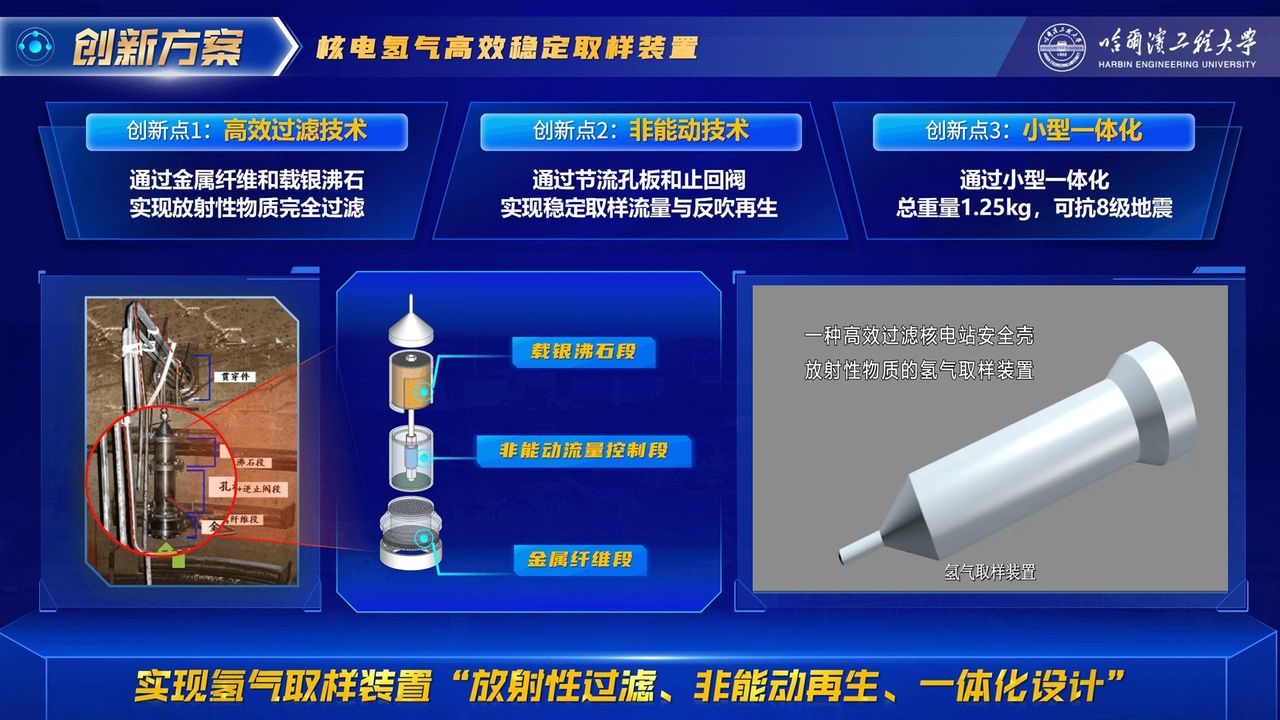 创新方案
核电氢气高效稳定取样装置
哈尔滨工程大学
HARBIN ENGINEERING UNIVERSITY
创新点1：高效过滤技术
通过金属纤维和载银沸石
实现放射性物质完全过滤
创新点2：非能动技术
通过节流孔板和止回阀
实现稳定取样流量与反吹再生
创新点3：小型一体化
通过小型一体化
总重量1.25kg，可抗8级地震
贯穿件
沸石段
孔+逆止阀段
金 纤维段
载银沸石段
非能动流量控制段
金属纤维段
一种高效过滤核电站安全壳
放射性物质的氢气取样装置
氢气取样装置
实现氢气取样装置“放射性过滤、非能动再生、一体化设计”